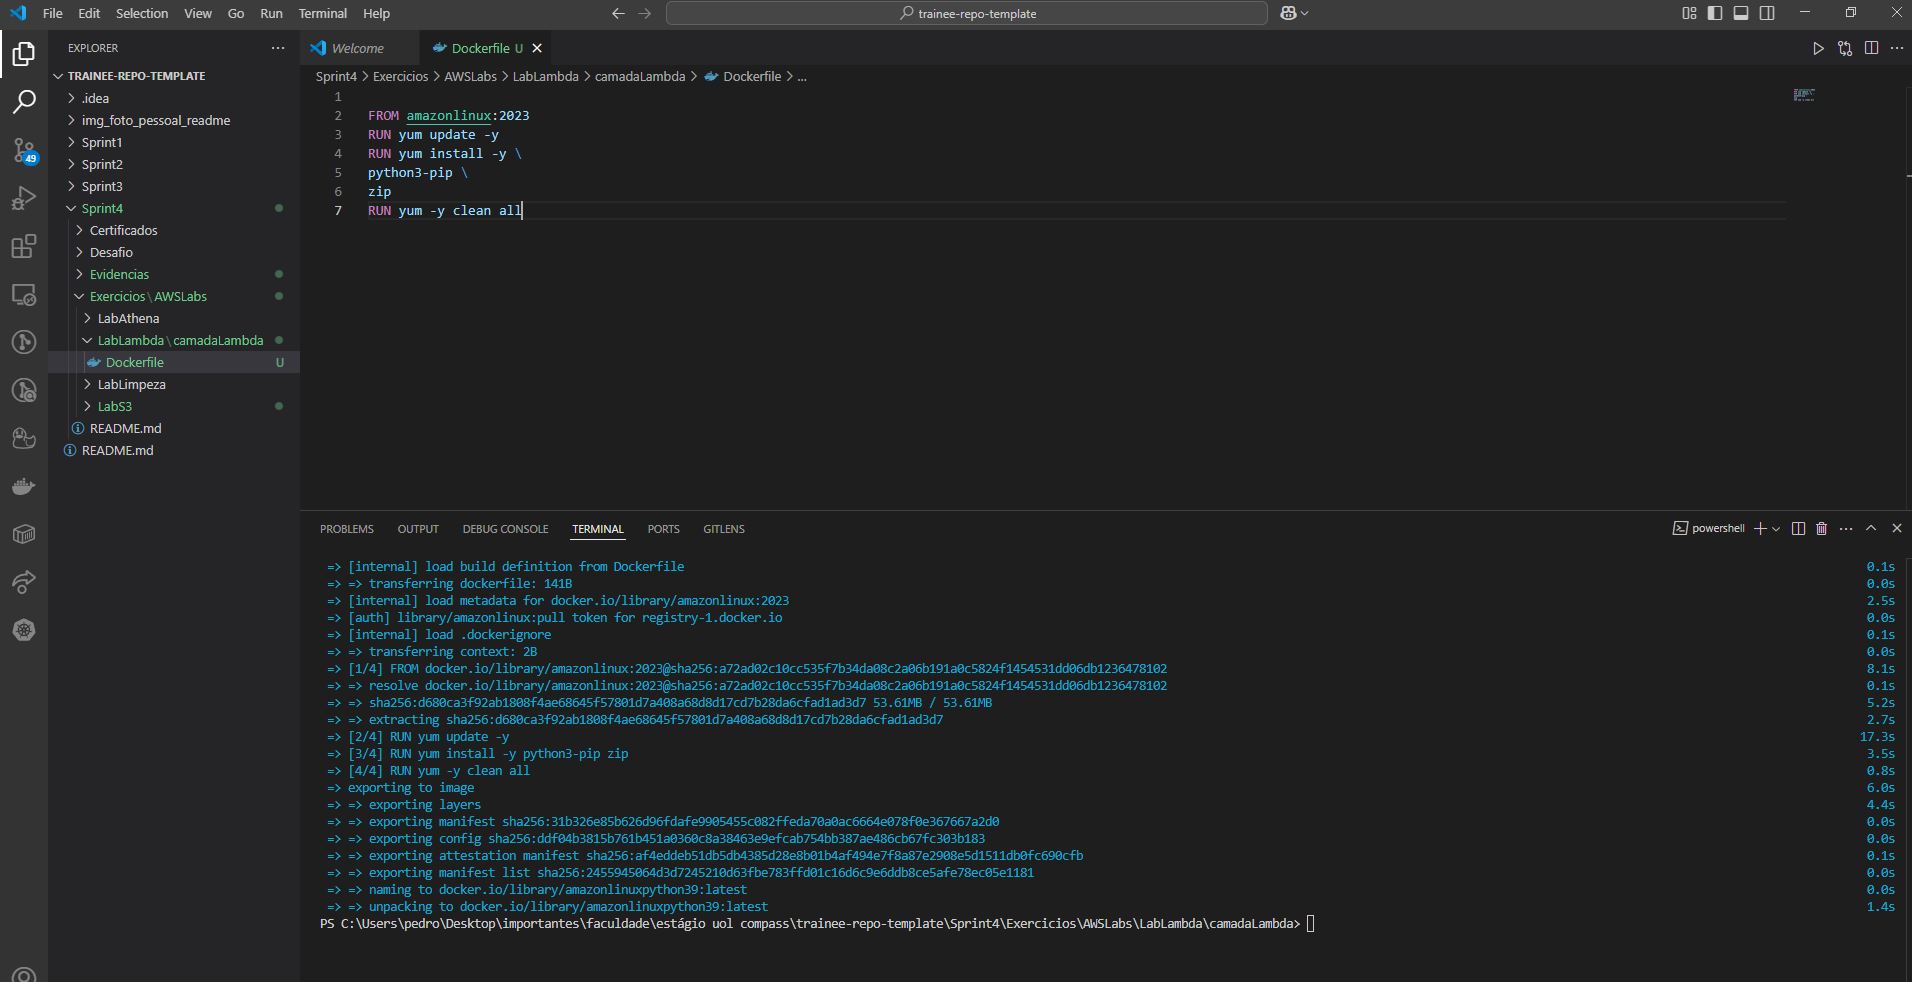 File Edit Selection View Go Run Terminal Help
trainee-repo-template
EXPLORER
TRAINEE-REPO-TEMPLATE
.idea
img_foto_pessoal_readme
Sprint1
Sprint2
Sprint3
Sprint4
Certificados
Desafio
Evidencias
Exercicios\AWSLabs
LabAthena
LabLambda\camadaLambda
Dockerfile U
LabLimpeza
LabS3
README.md
README.md
49
Welcome
Dockerfile U
Sprint4 > Exercicios > AWSLabs > LabLambda > camadaLambda > Dockerfile > ...
1
2 FROM amazonlinux:2023
3 RUN yum update -y
4 RUN yum install -y \
5 python3-pip \
6 zip
7 RUN yum -y clean all
PROBLEMS OUTPUT DEBUG CONSOLE TERMINAL PORTS GITLENS
powershell
=> [internal] load build definition from Dockerfile 0.1s
=> => transferring dockerfile: 141B 0.0s
=> [internal] load metadata for docker.io/library/amazonlinux:2023 2.5s
=> [auth] library/amazonlinux:pull token for registry-1.docker.io 0.0s
=> [internal] load .dockerignore 0.1s
=> => transferring context: 2B 0.0s
=> [1/4] FROM docker.io/library/amazonlinux:2023@sha256:a72ad02c10cc535f7b34da08c2a06b191a0c5824f1454531dd06db1236478102 8.1s
=> => resolve docker.io/library/amazonlinux:2023@sha256:a72ad02c10cc535f7b34da08c2a06b191a0c5824f1454531dd06db1236478102 0.1s
=> => sha256:d680ca3f92ab1808f4ae68645f57801d7a408a68d8d17cd7b28da6cfad1ad3d7 53.61MB / 53.61MB 5.2s
=> => extracting sha256:d680ca3f92ab1808f4ae68645f57801d7a408a68d8d17cd7b28da6cfad1ad3d7 2.7s
=> [2/4] RUN yum update -y 17.3s
=> [3/4] RUN yum install -y python3-pip zip 3.5s
=> [4/4] RUN yum -y clean all 0.8s
=> exporting to image 6.0s
=> => exporting layers 4.4s
=> => exporting manifest sha256:31b326e85b626d96fdafe9905455c082ffeda70a0ac6664e078f0e367667a2d0 0.0s
=> => exporting config sha256:ddf04b3815b761b451a0360c8a38463e9efcab754bb387ae486cb67fc303b183 0.0s
=> => exporting attestation manifest sha256:af4eddeb51db5db4385d28e8b01b4af494e7f8a87e2908e5d1511db0fc690cfb 0.1s
=> => exporting manifest list sha256:2455945064d3d7245210d63fbe783ffd01c16d6c9e6ddb8ce5afe78ec05e1181 0.0s
=> => naming to docker.io/library/amazonlinuxpython39:latest 0.0s
=> => unpacking to docker.io/library/amazonlinuxpython39:latest 1.4s
PS C:\Users\pedro\Desktop\importantes\faculdade\estágio uol compass\trainee-repo-template\Sprint4\Exercicios\AWSLabs\LabLambda\camadaLambda>